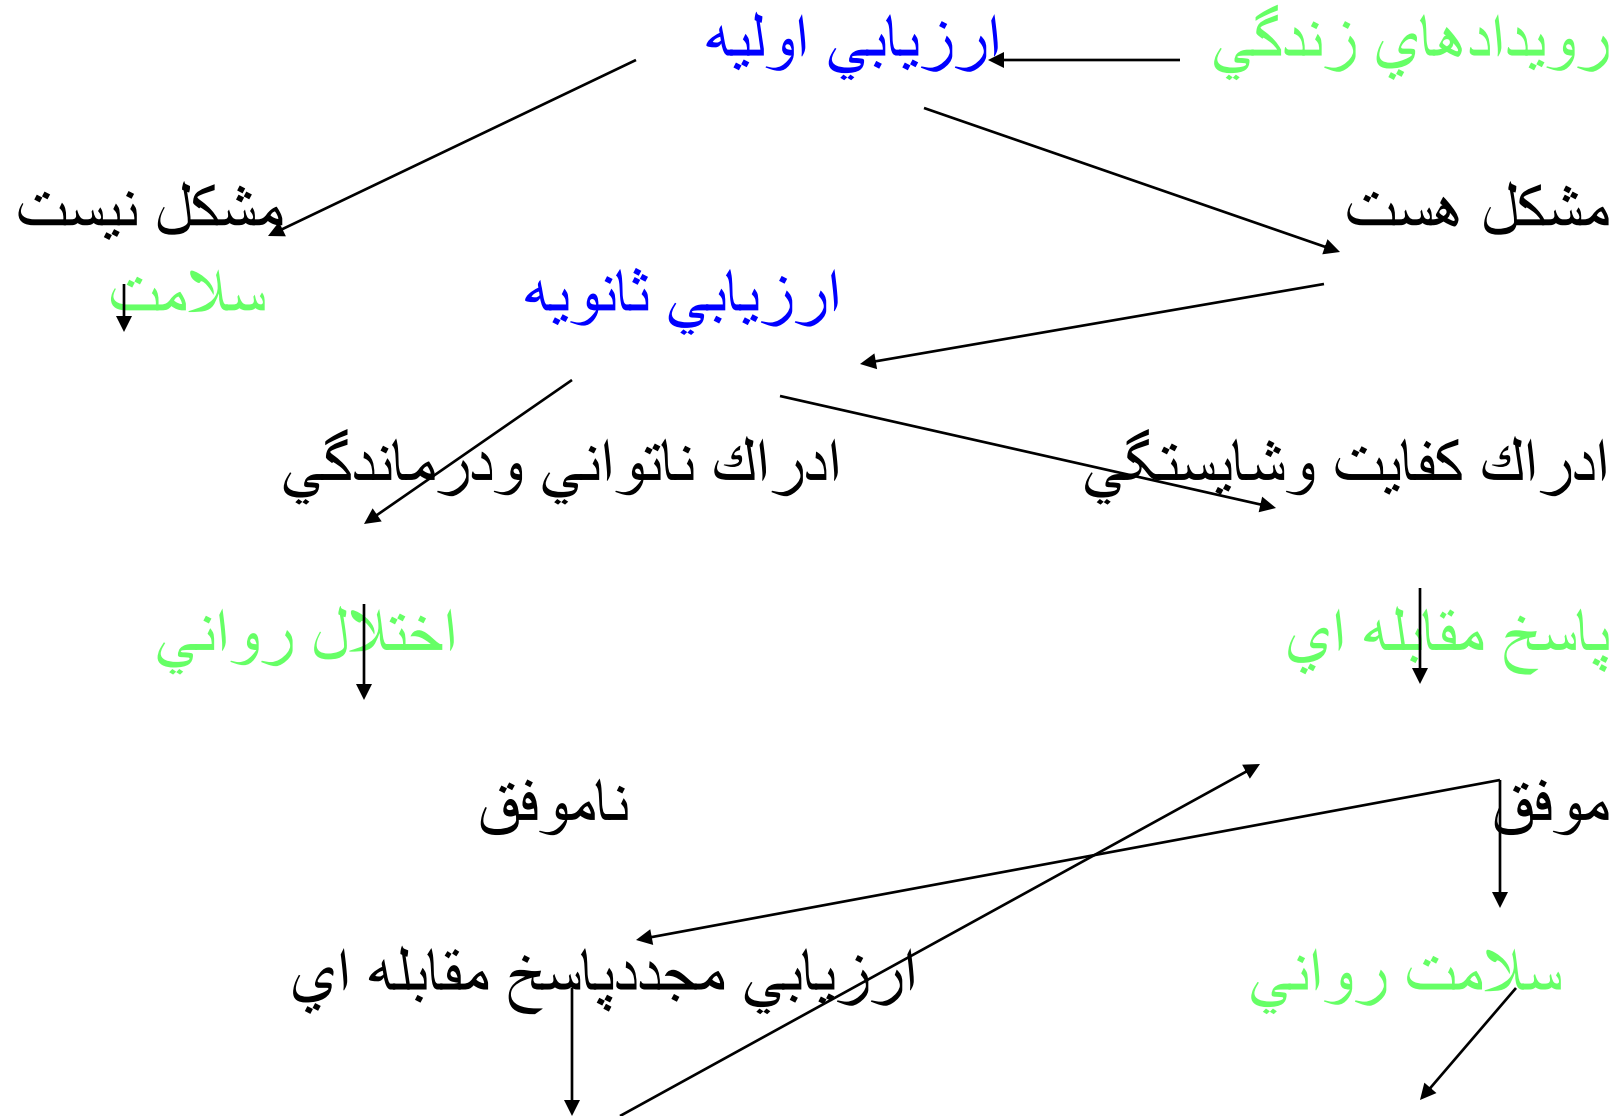 رويدادهاي زندگي ارزيابي اوليه
مشكل هست مشكل نيست
ارزيابي ثانويه سلامت
ادراك كفايت وشايستگي ادراك ناتواني ودرماندگي
پاسخ مقابله اي اختلال رواني
موفق ناموفق
سلامت رواني ارزيابي مجددپاسخ مقابله اي